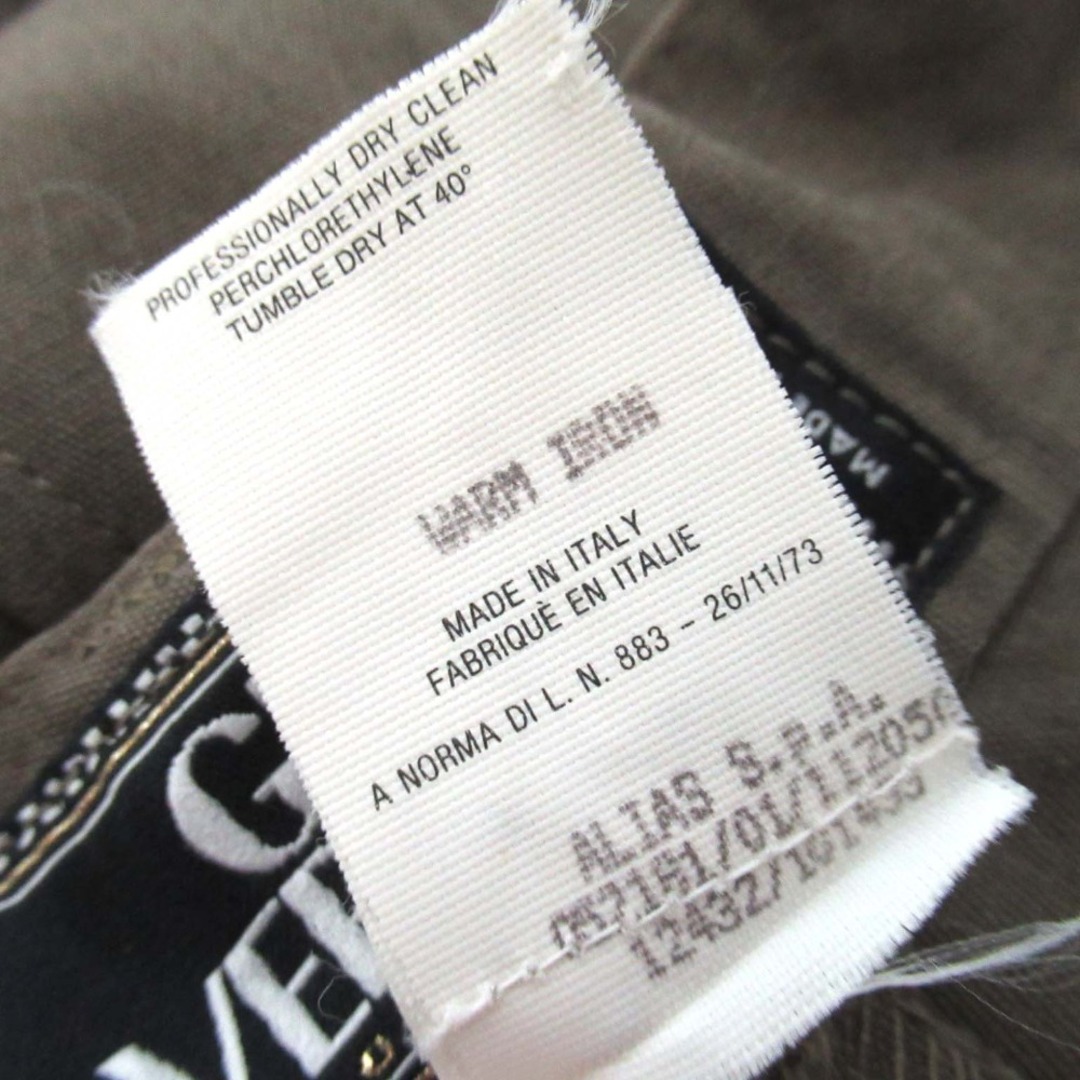 PROFESSIONALLY DRY CLEAN
PERCHLORETHYLENE
TUMBLE DRY AT 40°
WARM IRON
MADE IN ITALY
FABRIQUÈ EN ITALIE
A NORMA DI L. N. 883 - 26/11/73
ALIAS S.P.A.